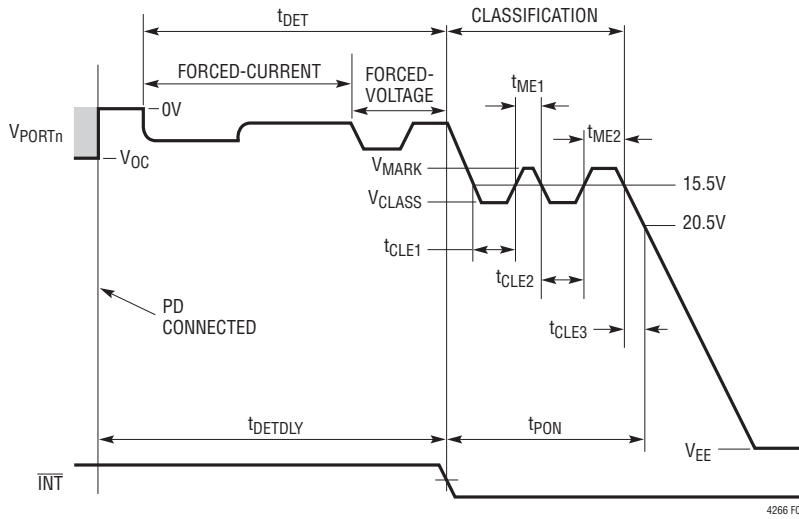 tDET
CLASSIFICATION
FORCED-CURRENT
FORCED-
VOLTAGE
tME1
tME2
0V
VPORTn
VOC
VMARK
15.5V
VCLASS
20.5V
tCLE1
tCLE2
PD
CONNECTED
tCLE3
tDETDLY
tPON
VEE
INT
4266 F0